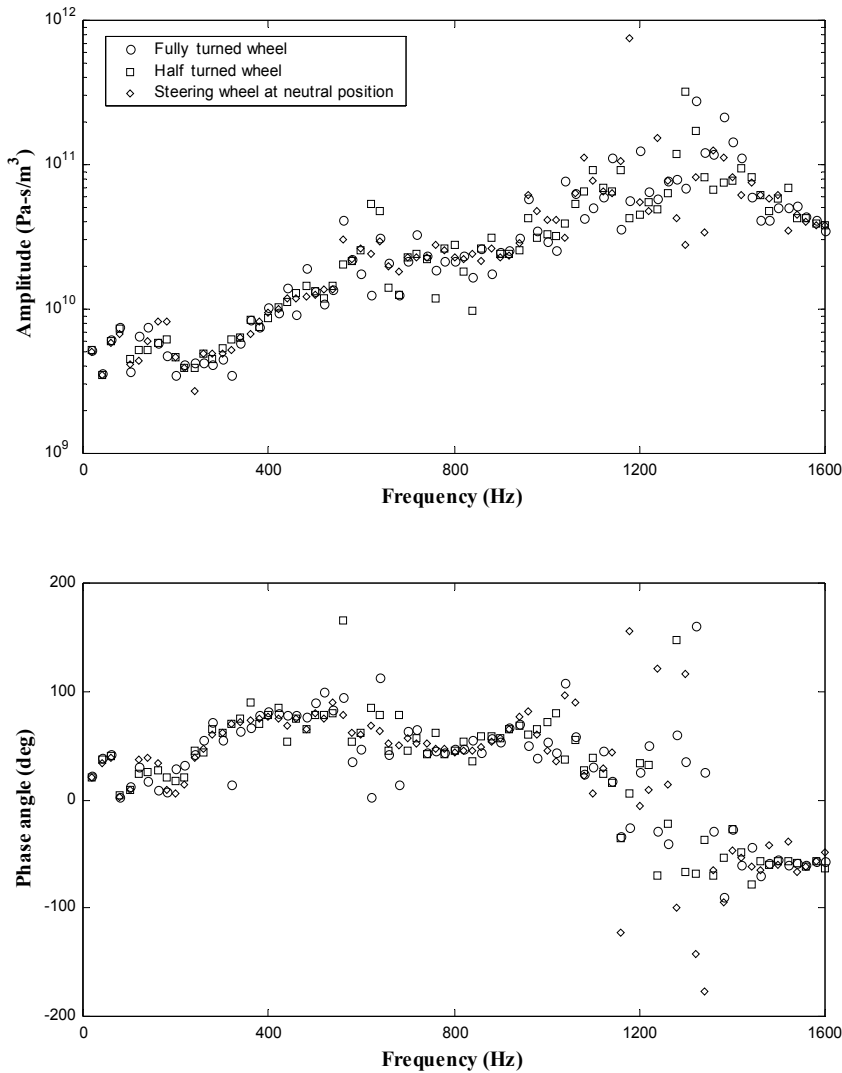 10^12
Fully turned wheel
Half turned wheel
Steering wheel at neutral position
10^11
10^10
10^9
Amplitude (Pa-s/m^3)
0 400 800 1200 1600
Frequency (Hz)
200
100
0
-100
-200
Phase angle (deg)
0 400 800 1200 1600
Frequency (Hz)